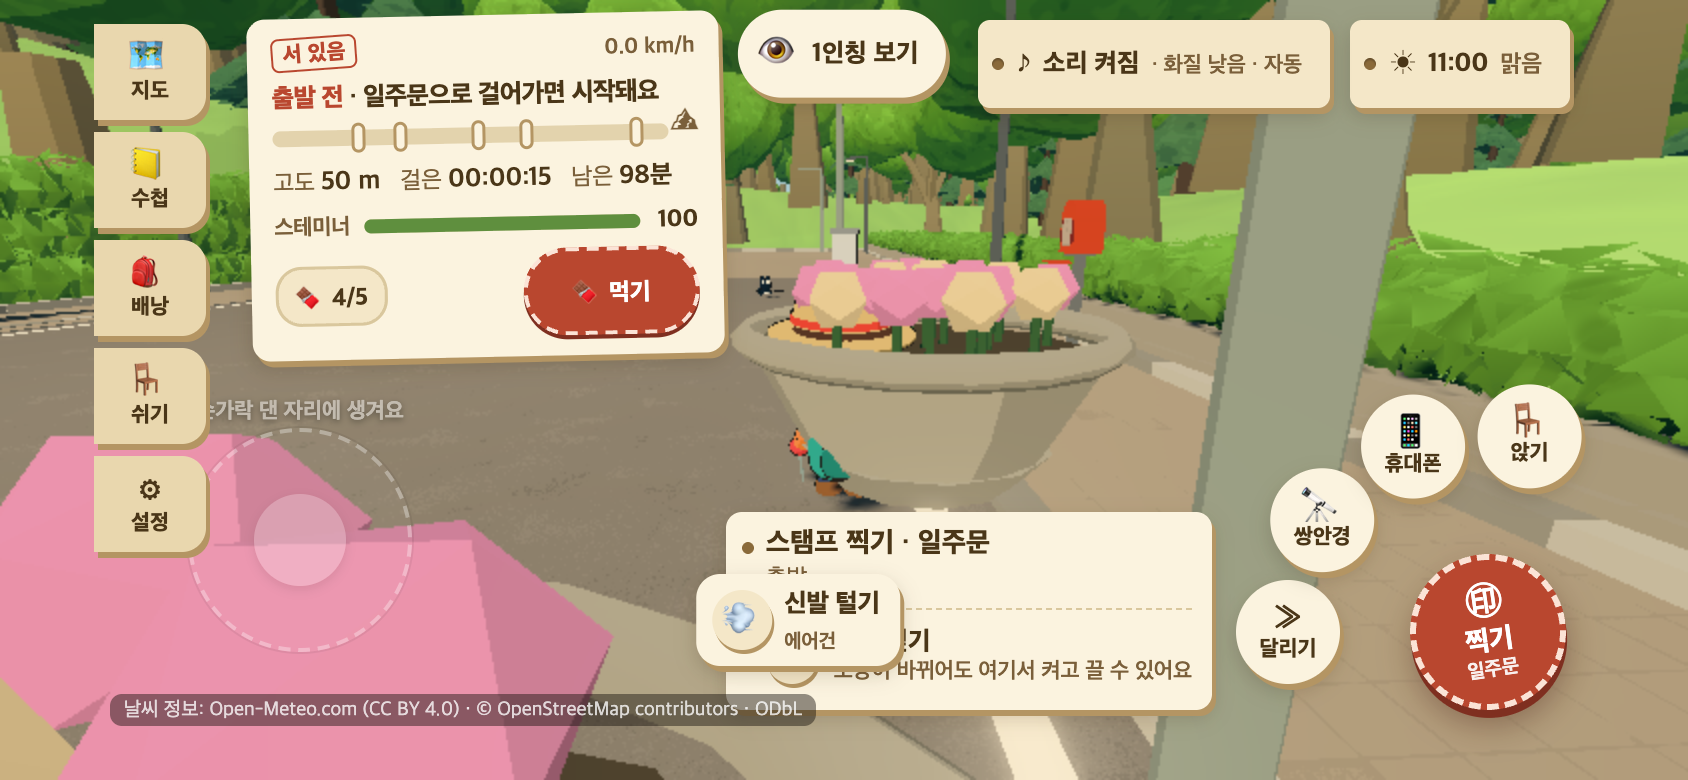 지도
수첩
배낭
쉬기
설정
서 있음
0.0 km/h
출발 전 · 일주문으로 걸어가면 시작돼요
고도 50 m 걸은 00:00:15 남은 98분
스테미너 100
4/5
먹기
1인칭 보기
♪ 소리 켜짐 · 화질 낮음 · 자동
11:00 맑음
손가락 댄 자리에 생겨요
휴대폰
앉기
쌍안경
달리기
印
찍기
일주문
스탬프 찍기 · 일주문
신발 털기
에어건
바뀌어도 여기서 켜고 끌 수 있어요
날씨 정보: Open-Meteo.com (CC BY 4.0) · © OpenStreetMap contributors · ODbL